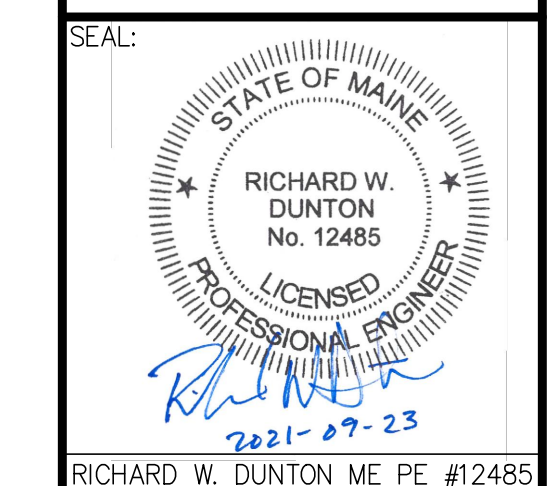 SEAL:
STATE OF MAINE
RICHARD W.
DUNTON
No. 12485
LICENSED
PROFESSIONAL ENGINEER
2021-09-23
RICHARD W. DUNTON ME PE #12485